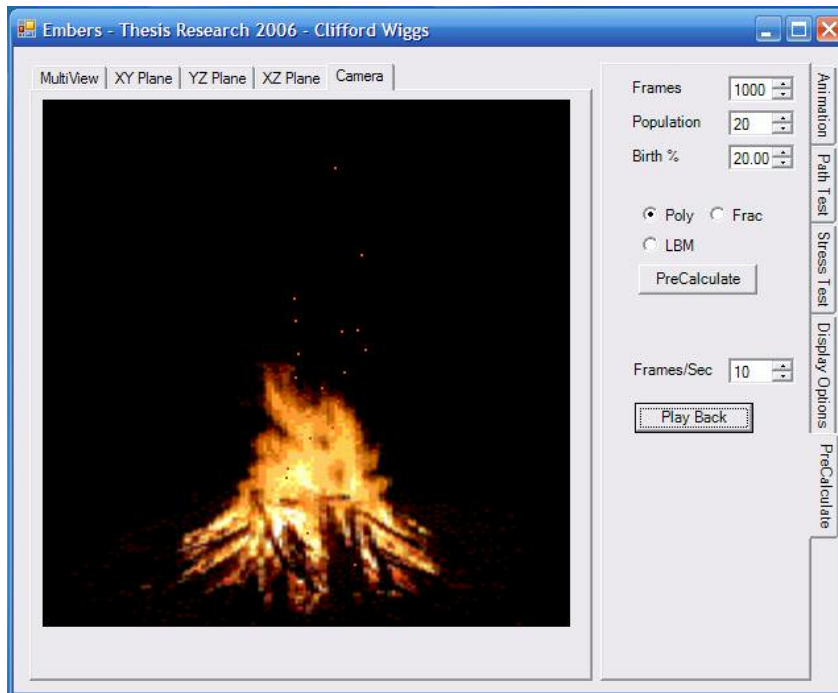 Embers - Thesis Research 2006 - Clifford Wiggs
MultiView
XY Plane
YZ Plane
XZ Plane
Camera
Frames
1000
Population
20
Birth %
20.00
Poly
Frac
LBM
PreCalculate
Frames/Sec
10
Play Back
Animation
Path Test
Stress Test
Display Options
PreCalculate